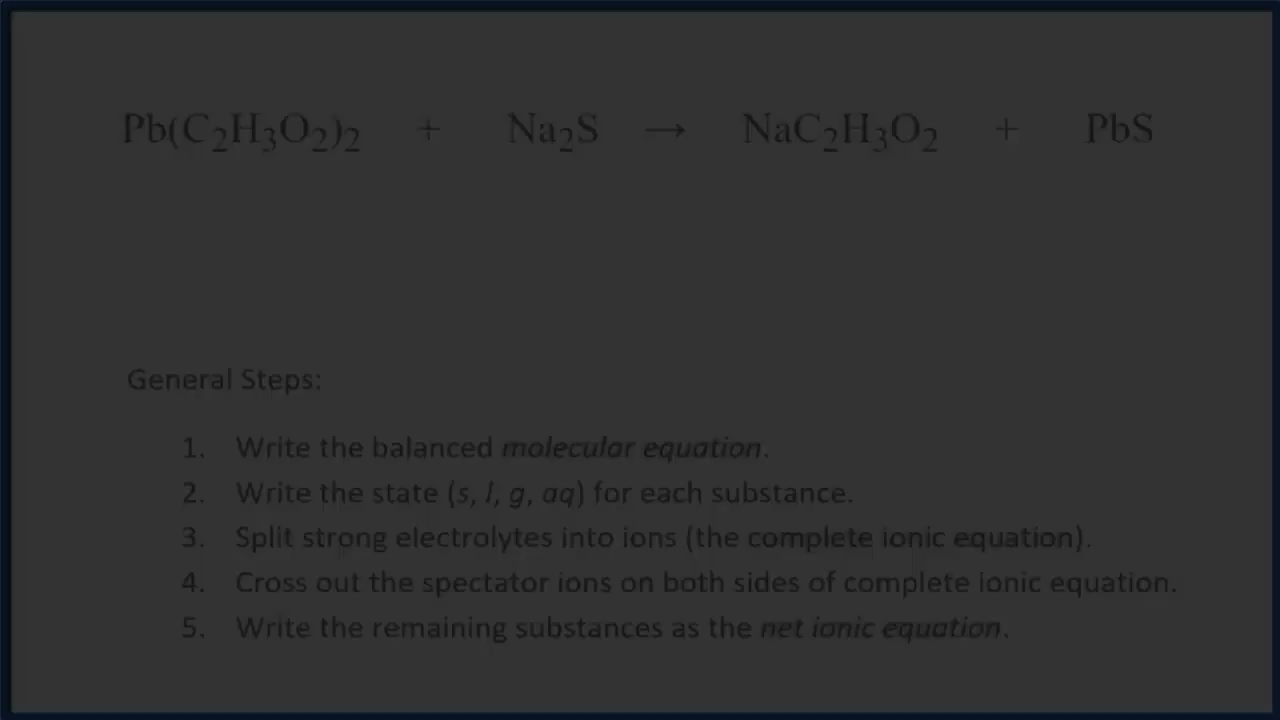 Pb(C₂H₃O₂)₂ + Na₂S → NaC₂H₃O₂ + PbS
General Steps:
1. Write the balanced molecular equation.
2. Write the state (s, l, g, aq) for each substance.
3. Split strong electrolytes into ions (the complete ionic equation).
4. Cross out the spectator ions on both sides of complete ionic equation.
5. Write the remaining substances as the net ionic equation.